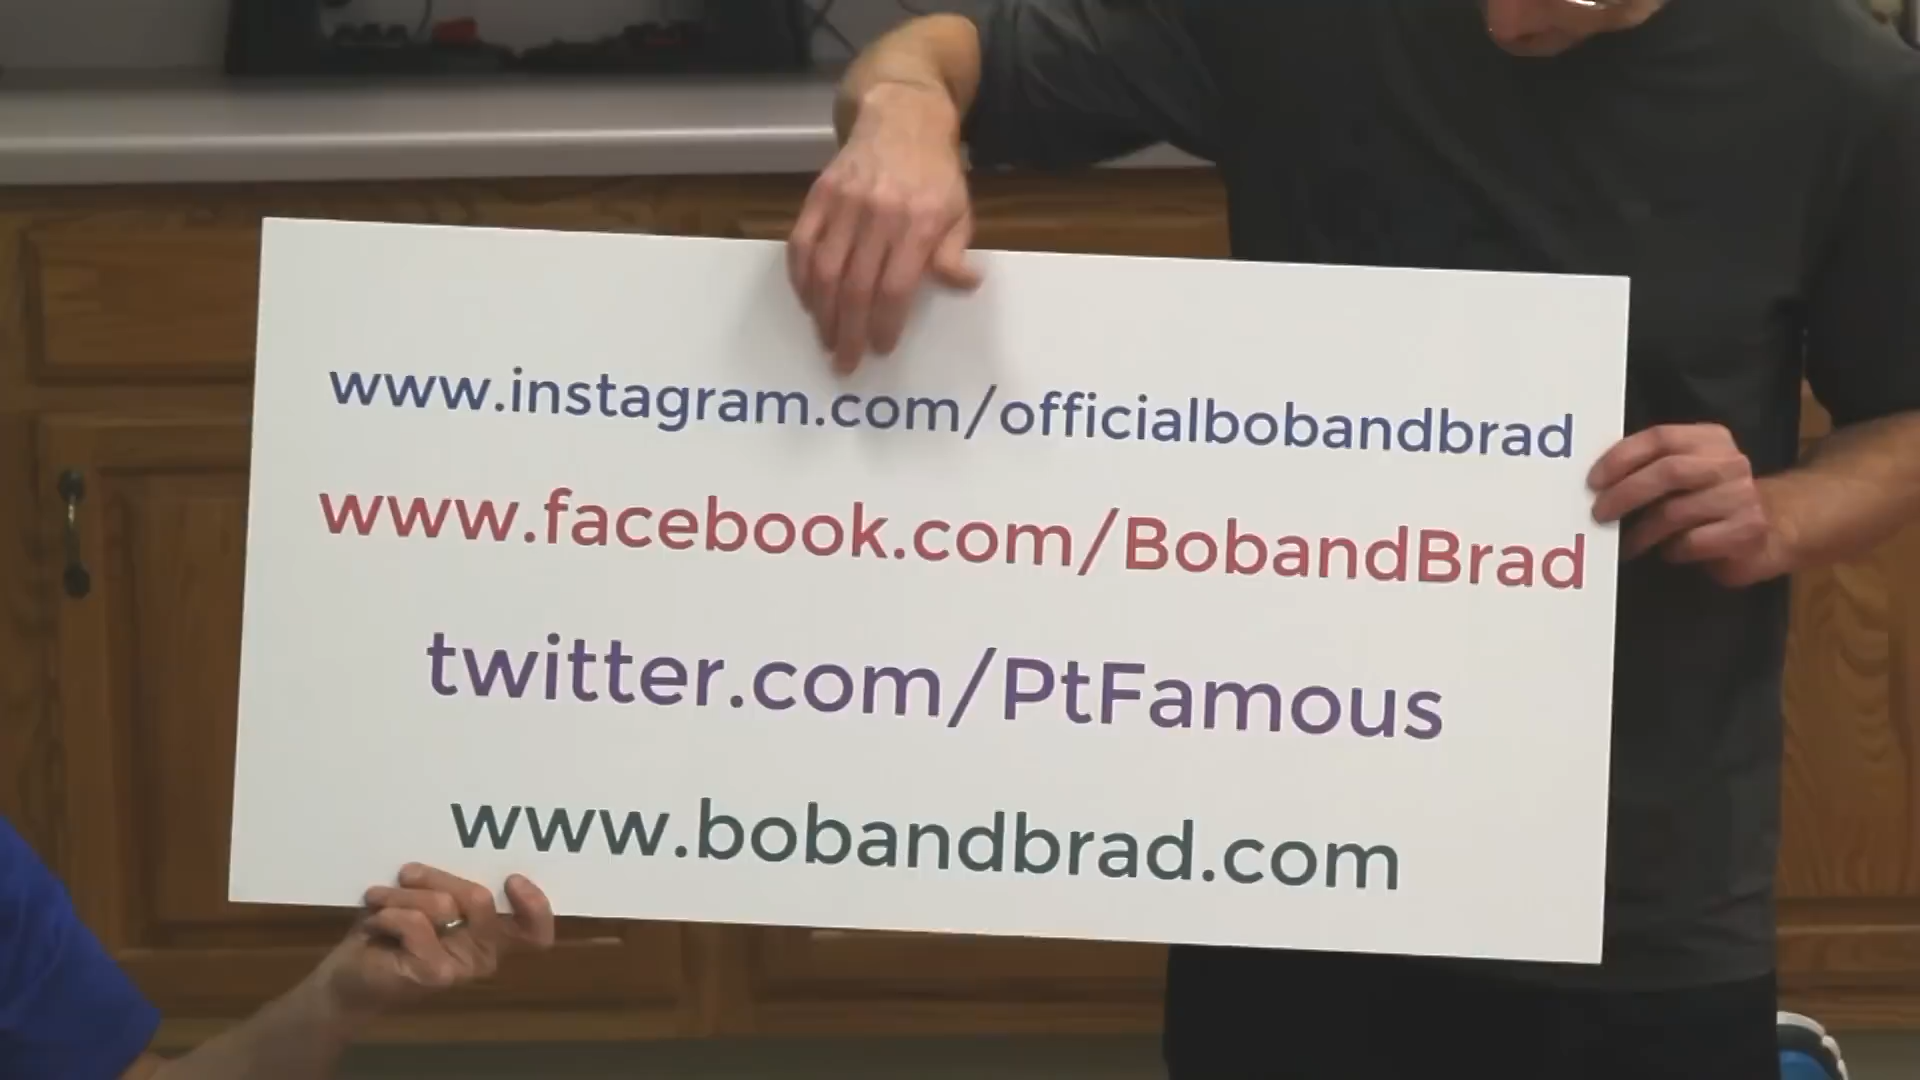 www.instagram.com/officialbobandbrad
www.facebook.com/BobandBrad
twitter.com/PtFamous
www.bobandbrad.com